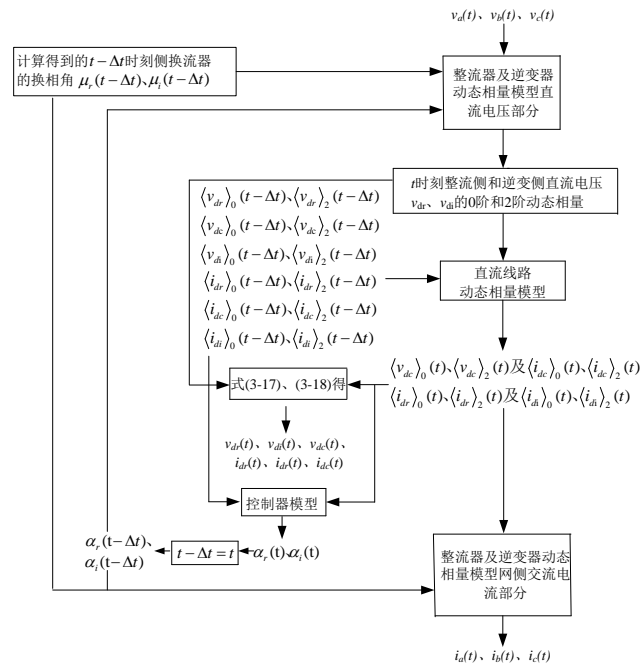 v_a(t)、v_b(t)、v_c(t)
计算得到的t−Δt时刻侧换流器
的换相角 μ_r(t−Δt)、μ_i(t−Δt)
整流器及逆变器
动态相量模型直
流电压部分
t时刻整流侧和逆变侧直流电压
v_dr、v_di的0阶和2阶动态相量
⟨v_dr⟩_0(t−Δt)、⟨v_dr⟩_2(t−Δt)
⟨v_dc⟩_0(t−Δt)、⟨v_dc⟩_2(t−Δt)
⟨v_di⟩_0(t−Δt)、⟨v_di⟩_2(t−Δt)
⟨i_dr⟩_0(t−Δt)、⟨i_dr⟩_2(t−Δt)
⟨i_dc⟩_0(t−Δt)、⟨i_dc⟩_2(t−Δt)
⟨i_di⟩_0(t−Δt)、⟨i_di⟩_2(t−Δt)
直流线路
动态相量模型
⟨v_dc⟩_0(t)、⟨v_dc⟩_2(t)及⟨i_dc⟩_0(t)、⟨i_dc⟩_2(t)
⟨i_dr⟩_0(t)、⟨i_dr⟩_2(t)及⟨i_di⟩_0(t)、⟨i_di⟩_2(t)
式(3-17)、(3-18)得
v_dr(t)、v_di(t)、v_dc(t)、
i_dr(t)、i_dr(t)、i_dc(t)
控制器模型
α_r(t−Δt)、
α_i(t−Δt)
t−Δt=t
α_r(t)、α_i(t)
整流器及逆变器动态
相量模型网侧交流电
流部分
i_a(t)、i_b(t)、i_c(t)